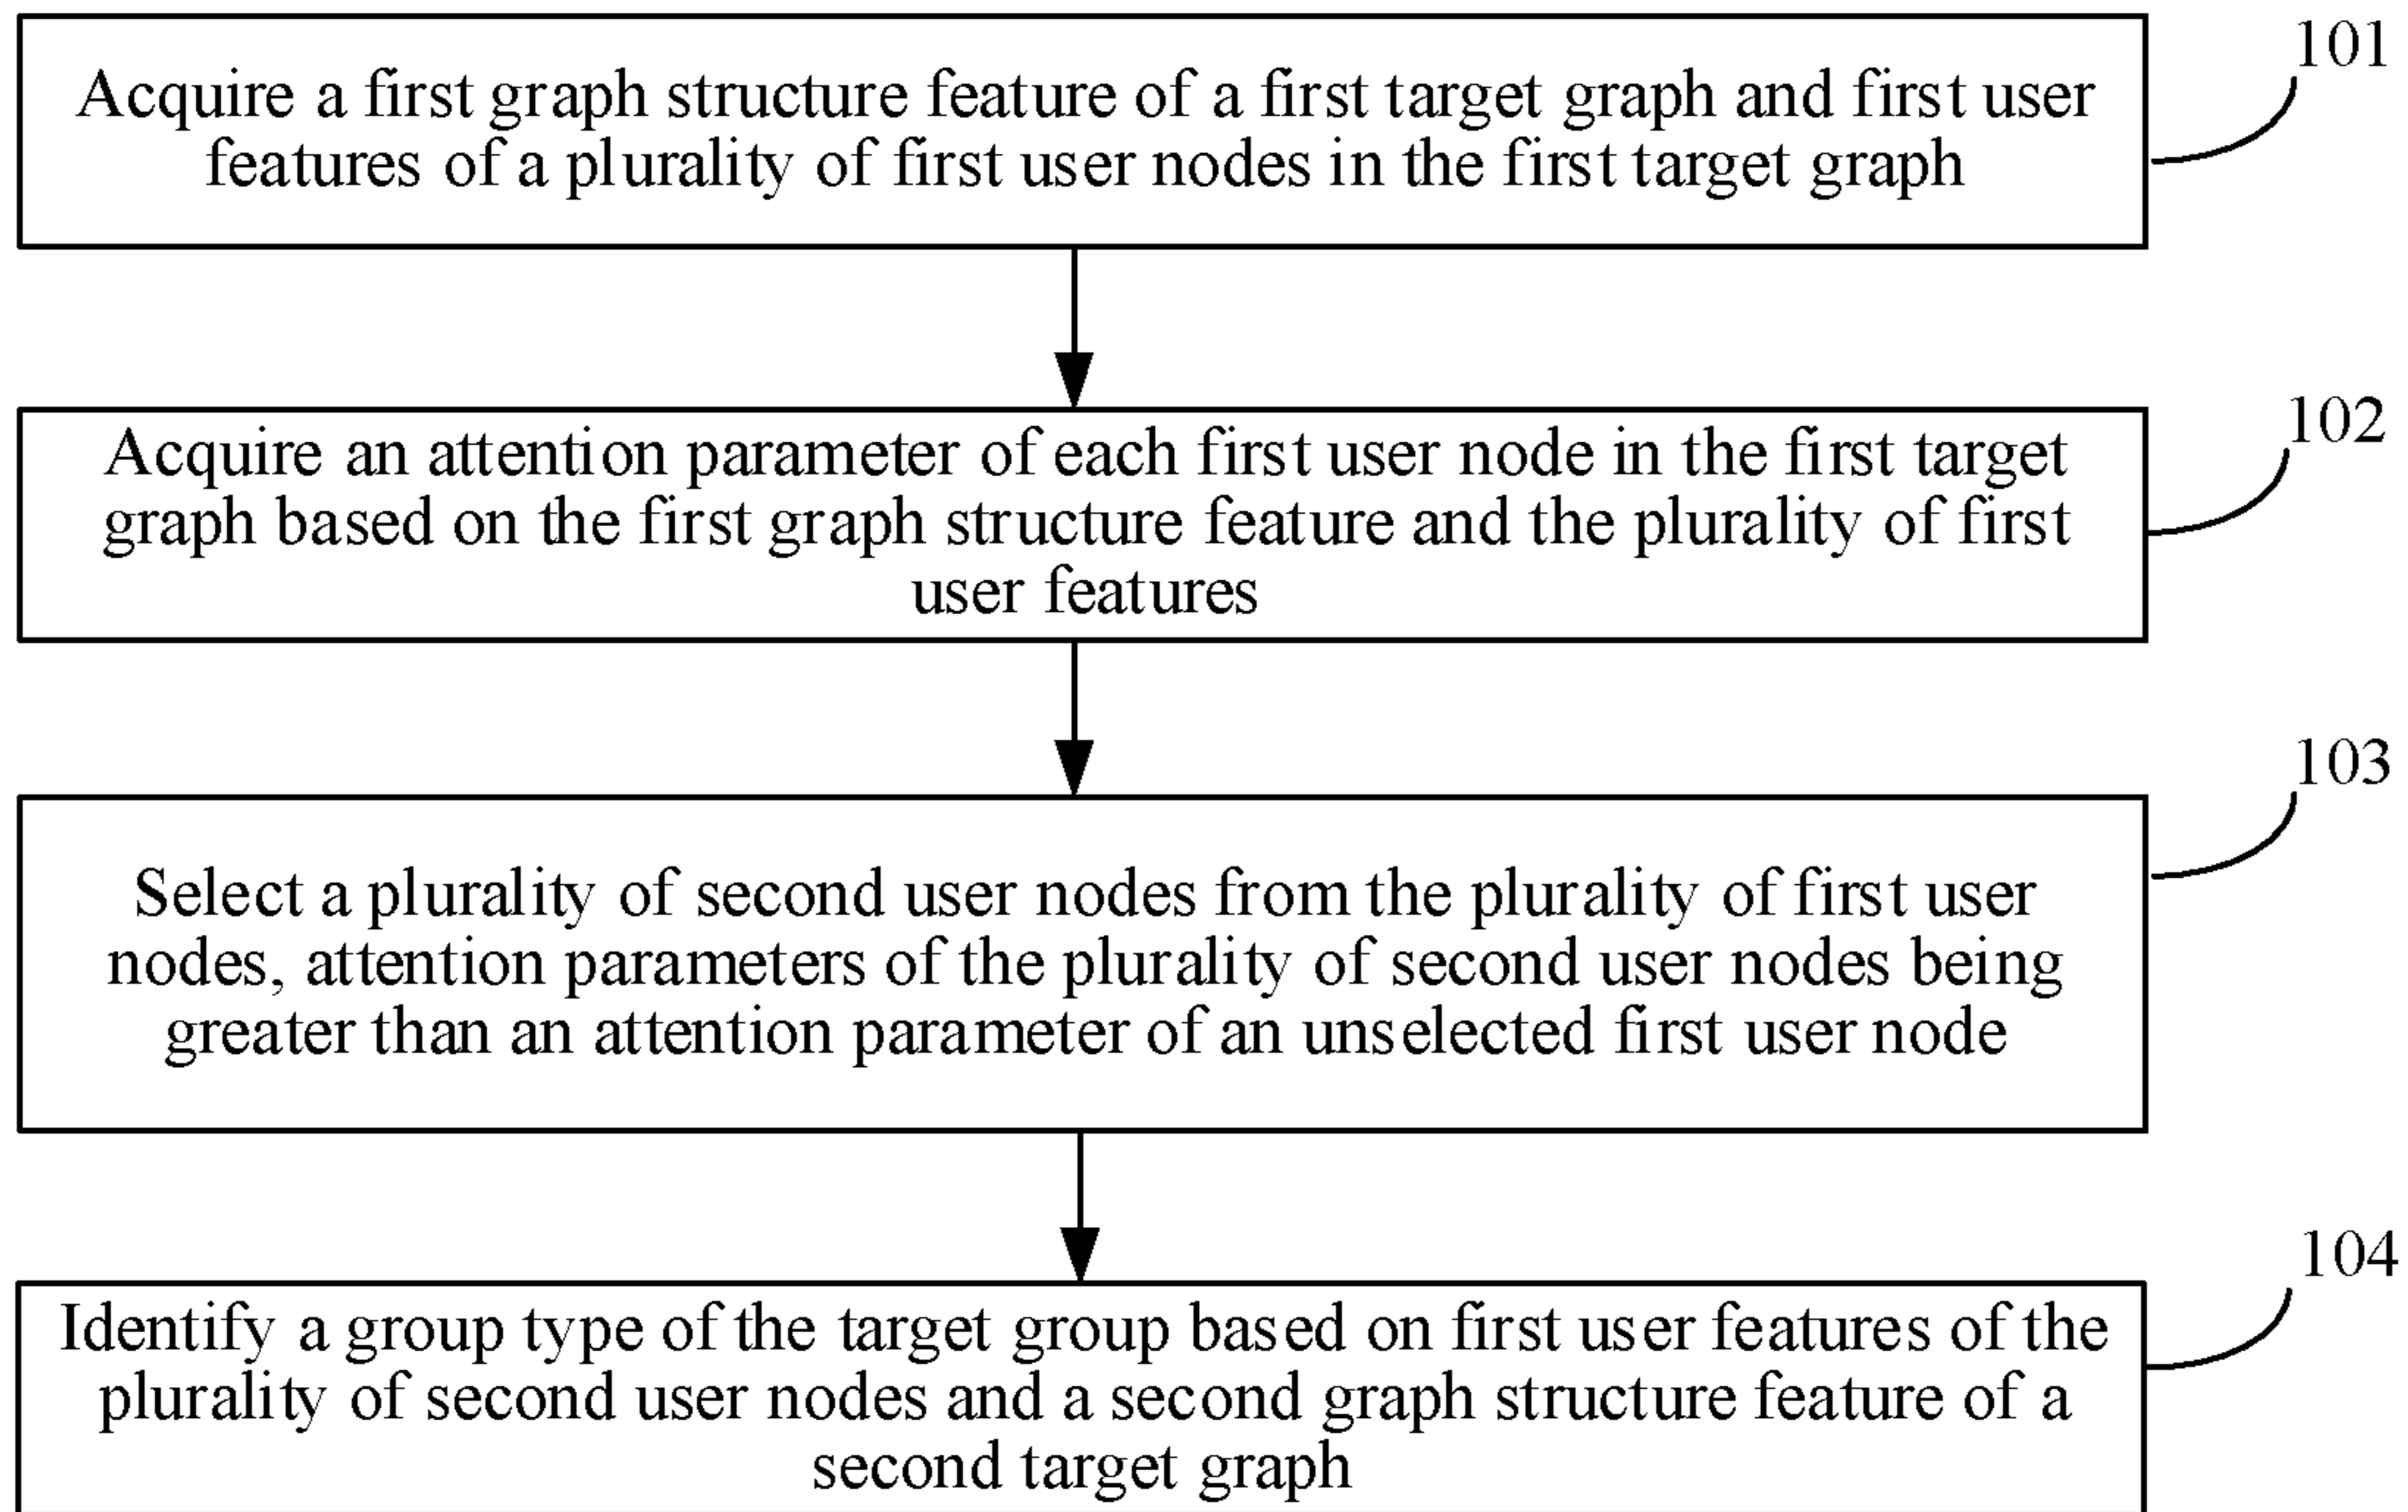 Acquire a first graph structure feature of a first target graph and first user
features of a plurality of first user nodes in the first target graph
101
Acquire an attention parameter of each first user node in the first target
graph based on the first graph structure feature and the plurality of first
user features
102
Select a plurality of second user nodes from the plurality of first user
nodes, attention parameters of the plurality of second user nodes being
greater than an attention parameter of an unselected first user node
103
Identify a group type of the target group based on first user features of the
plurality of second user nodes and a second graph structure feature of a
second target graph
104